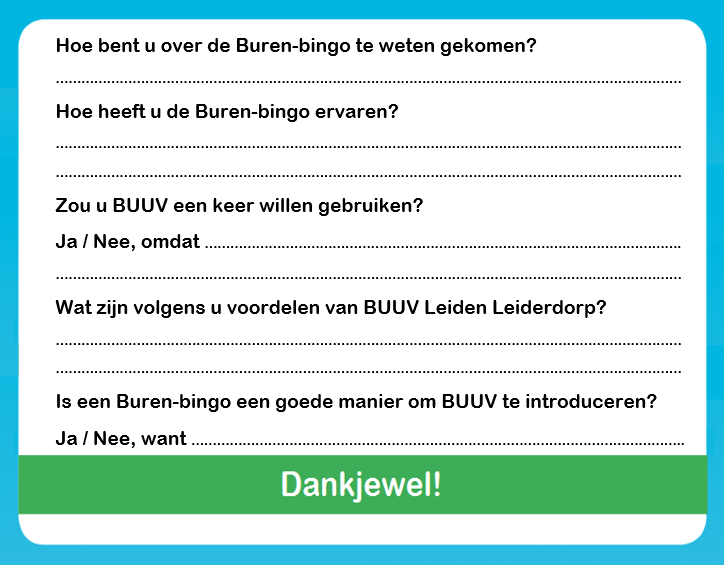 Hoe bent u over de Buren-bingo te weten gekomen?
........................................................................................................................
Hoe heeft u de Buren-bingo ervaren?
........................................................................................................................
........................................................................................................................
Zou u BUUV een keer willen gebruiken?
Ja / Nee, omdat ............................................................................................
........................................................................................................................
Wat zijn volgens u voordelen van BUUV Leiden Leiderdorp?
........................................................................................................................
........................................................................................................................
Is een Buren-bingo een goede manier om BUUV te introduceren?
Ja / Nee, want ...............................................................................................
Dankjewel!